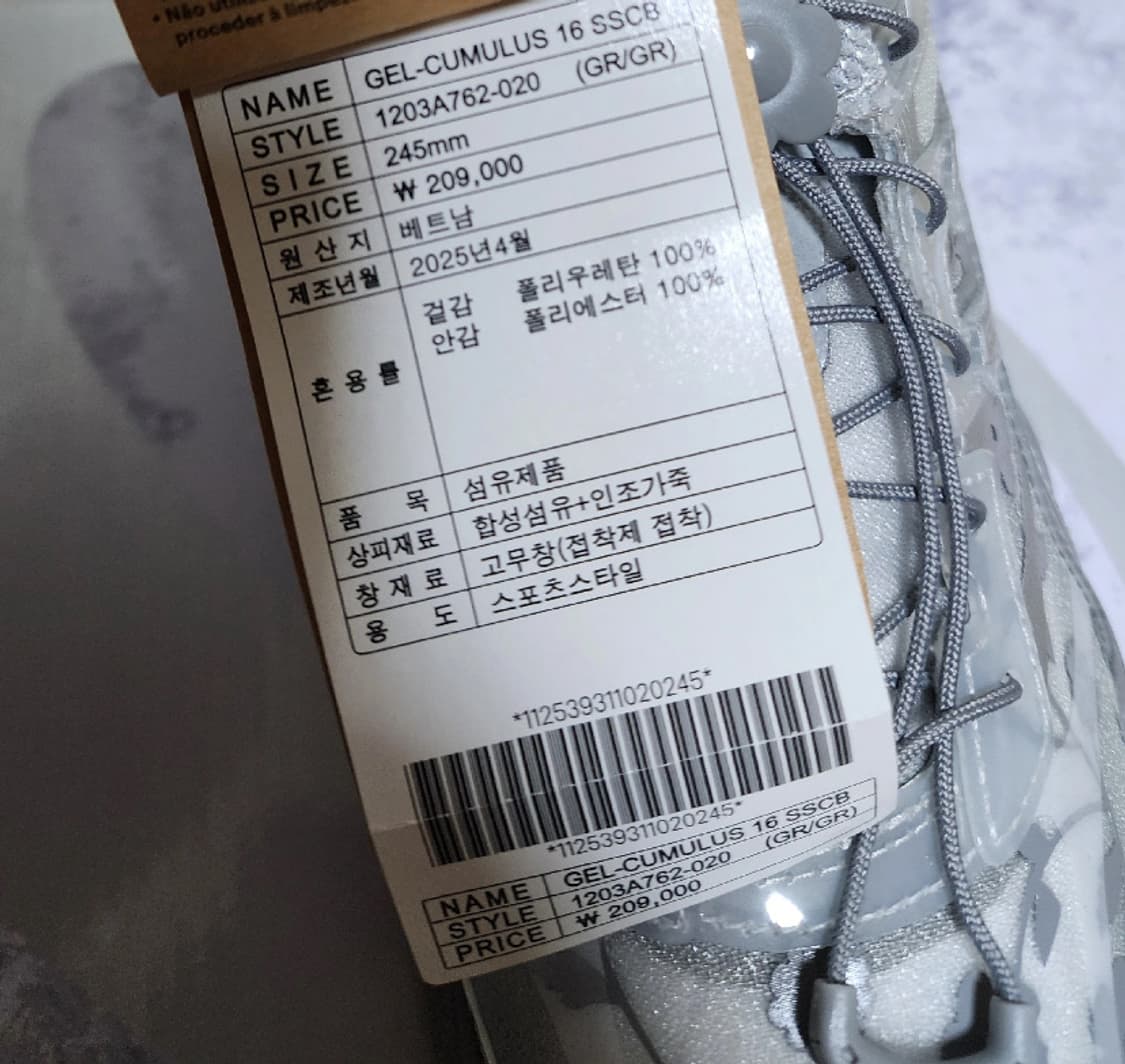 • Não
proceder à
NAME GEL-CUMULUS 16 SSCB
STYLE 1203A762-020 (GR/GR)
SIZE 245mm
PRICE ₩ 209,000
원산지 베트남
제조년월 2025년4월
혼용률 겉감 폴리우레탄 100%
안감 폴리에스터 100%
품목 섬유제품
상피재료 합성섬유+인조가죽
창재료 고무창(접착제 접착)
용도 스포츠스타일
*112539311020245*
*112539311020245*
NAME GEL-CUMULUS 16 SSCB
STYLE 1203A762-020 (GR/GR)
PRICE ₩ 209,000